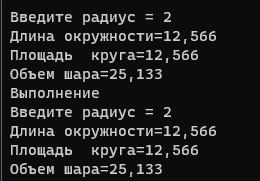 Введите радиус = 2
Длина окружности=12,566
Площадь  круга=12,566
Объем шара=25,133
Выполнение
Введите радиус = 2
Длина окружности=12,566
Площадь  круга=12,566
Объем шара=25,133